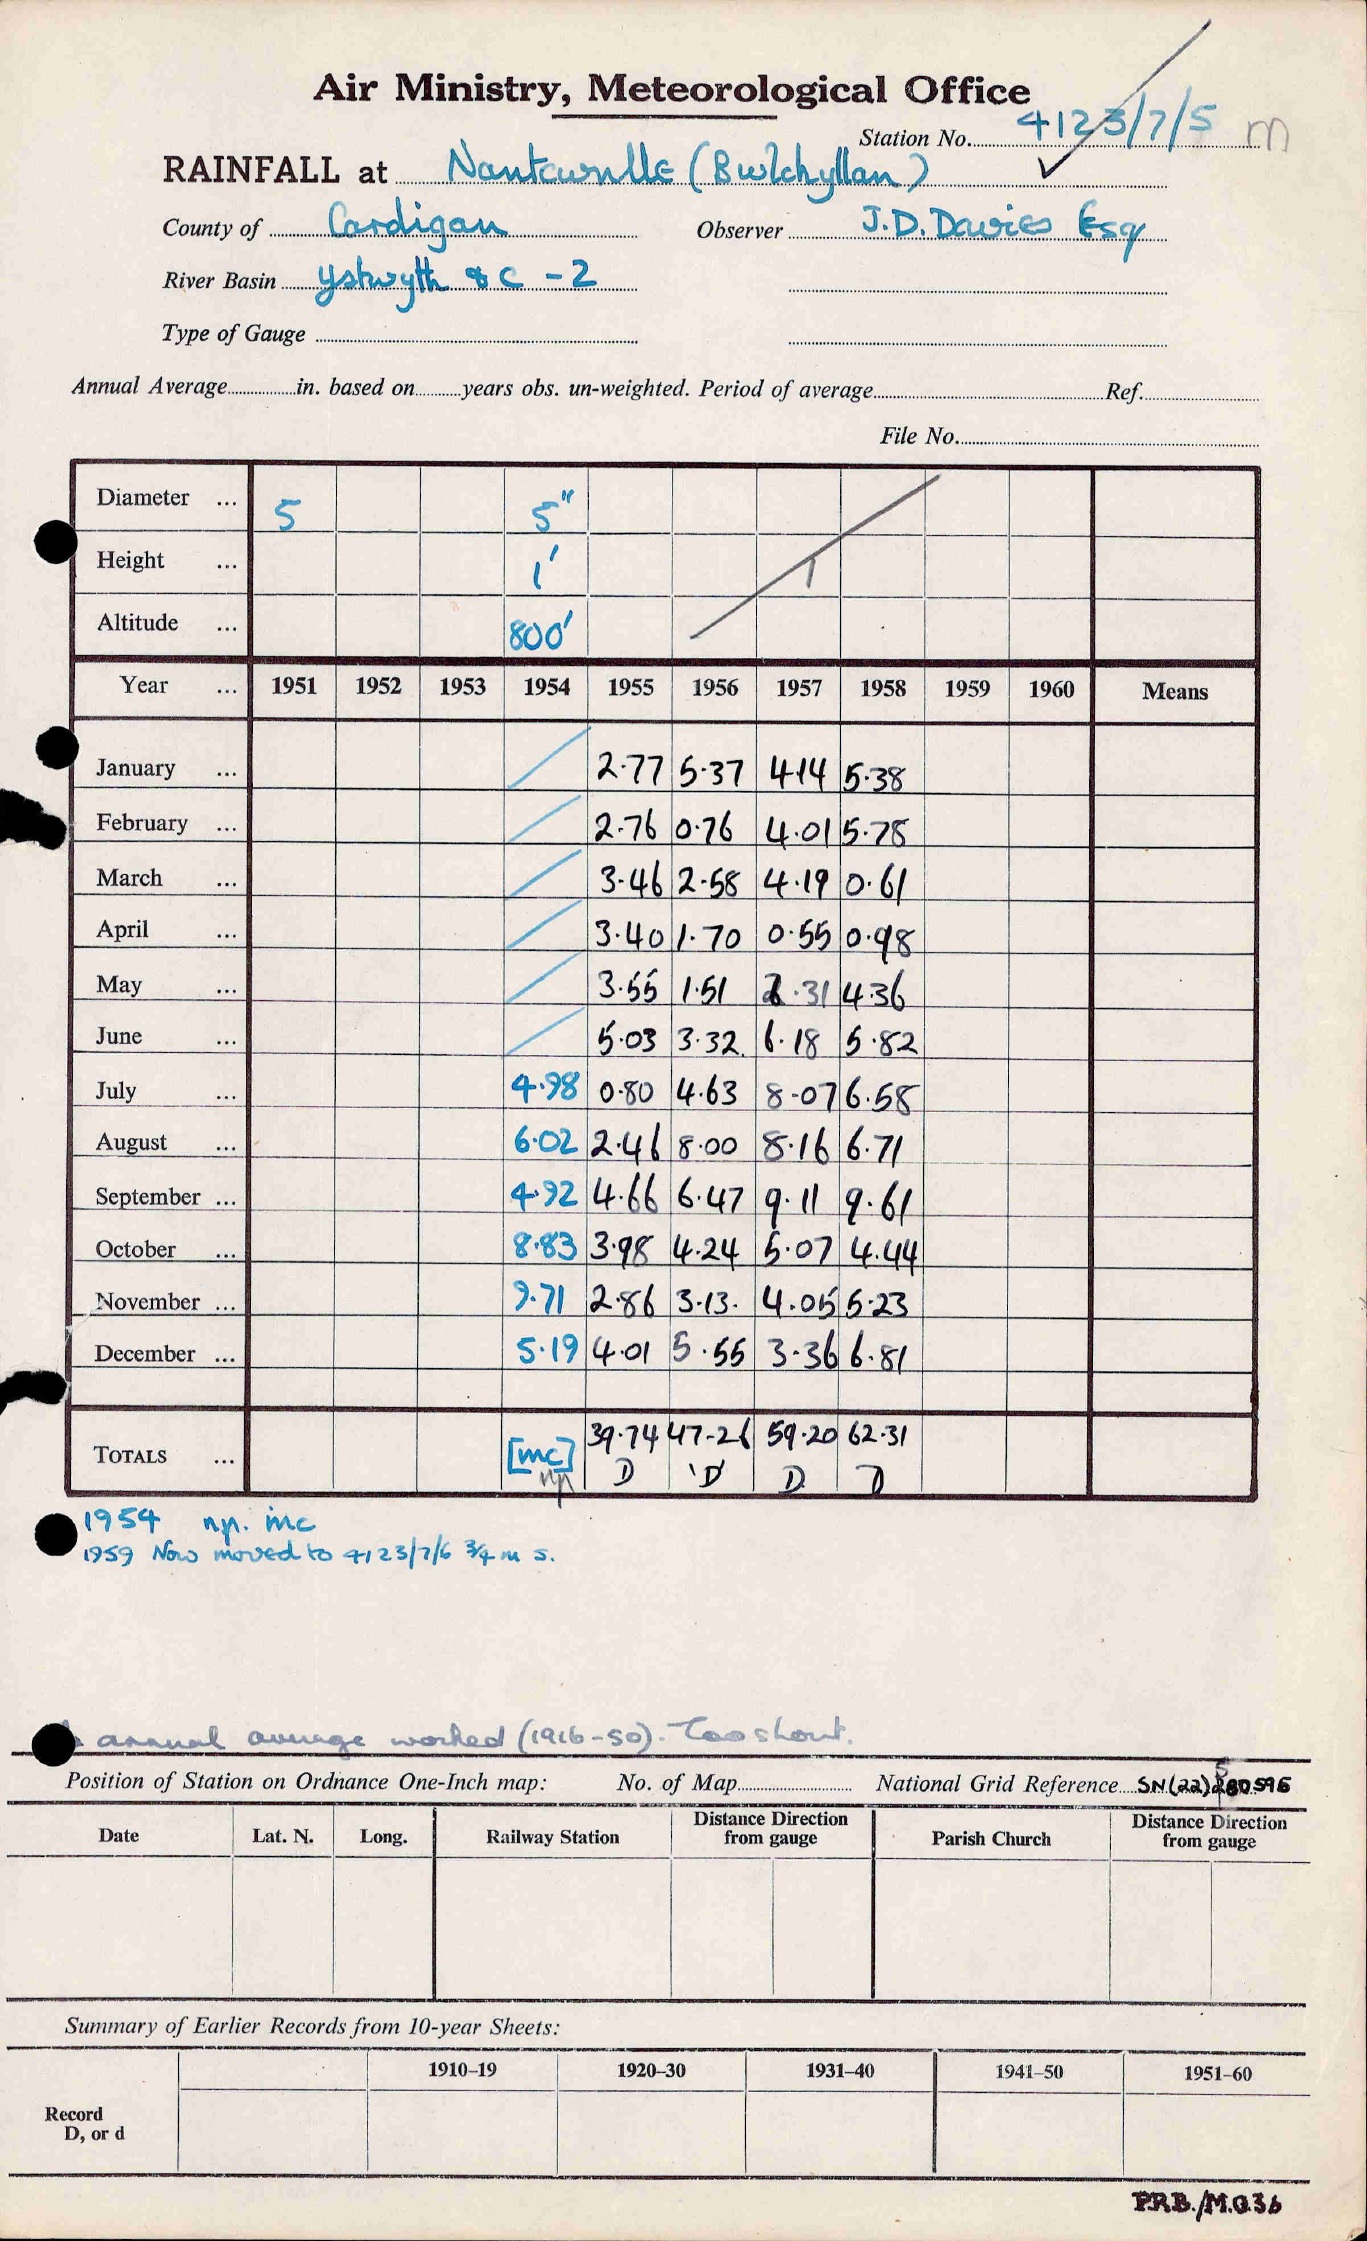 Air Ministry, Meteorological Office
Station No. 4123/7/5 m
RAINFALL at Nantcwnlle (Bwlchyllan)
County of Cardigan Observer J.D. Davies Esq
River Basin Ystwyth & C - 2
Type of Gauge
Annual Average in. based on years obs. un-weighted. Period of average Ref.
File No.
Diameter ... 5 5"
Height ... 1' 1
Altitude ... 800'
Year ... 1951 1952 1953 1954 1955 1956 1957 1958 1959 1960 Means
January ... 2.77 5.37 4.14 5.38
February ... 2.76 0.76 4.01 5.78
March ... 3.46 2.58 4.19 0.61
April ... 3.40 1.70 0.55 0.98
May ... 3.55 1.51 2.31 4.36
June ... 5.03 3.32 6.18 5.82
July ... 4.98 0.80 4.63 8.07 6.58
August ... 6.02 2.46 8.00 8.16 6.71
September ... 4.92 4.66 6.47 9.11 9.61
October ... 8.83 3.98 4.24 5.07 4.44
November ... 9.71 2.86 3.13 4.05 5.23
December ... 5.19 4.01 5.55 3.36 6.81
TOTALS ... [inc] 39.74 47.26 59.20 62.31
np D 'D' D D
1954 np. inc
1959 Now moved to 4123/7/6 3/4 m s.
annual average worked (1916-50). Too short.
Position of Station on Ordnance One-Inch map: No. of Map National Grid Reference SN(22)
Date Lat. N. Long. Railway Station Distance Direction from gauge Parish Church Distance Direction from gauge
Summary of Earlier Records from 10-year Sheets:
1910–19 1920–30 1931–40 1941–50 1951–60
Record
D, or d
P.R.B./M.O.36